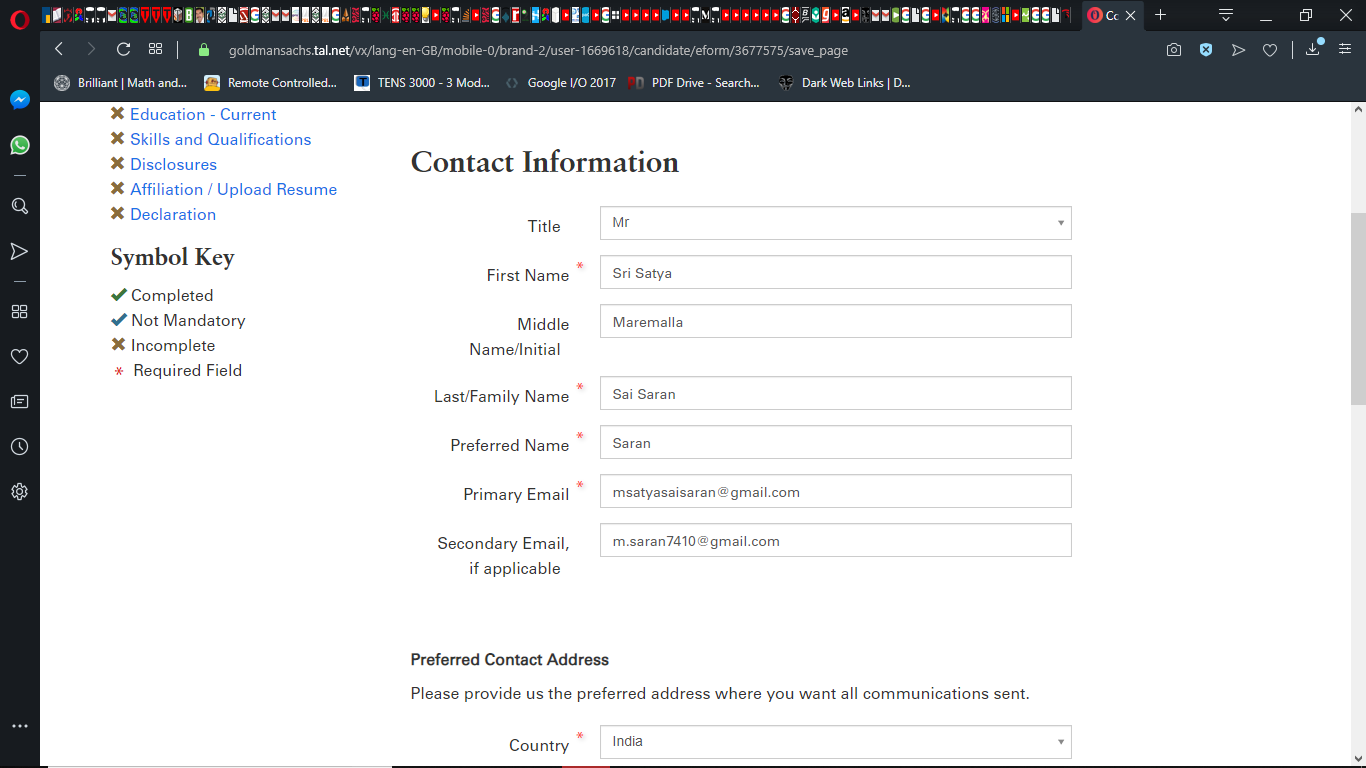 Cc
goldmansachs.tal.net/vx/lang-en-GB/mobile-0/brand-2/user-1669618/candidate/eform/3677575/save_page
Brilliant | Math and... Remote Controlled... TENS 3000 - 3 Mod... Google I/O 2017 PDF Drive - Search... Dark Web Links | D...
Education - Current
Skills and Qualifications
Disclosures
Affiliation / Upload Resume
Declaration
Symbol Key
Completed
Not Mandatory
Incomplete
* Required Field
Contact Information
Title Mr
First Name * Sri Satya
Middle
Name/Initial Maremalla
Last/Family Name * Sai Saran
Preferred Name * Saran
Primary Email * msatyasaisaran@gmail.com
Secondary Email,
if applicable m.saran7410@gmail.com
Preferred Contact Address
Please provide us the preferred address where you want all communications sent.
Country * India